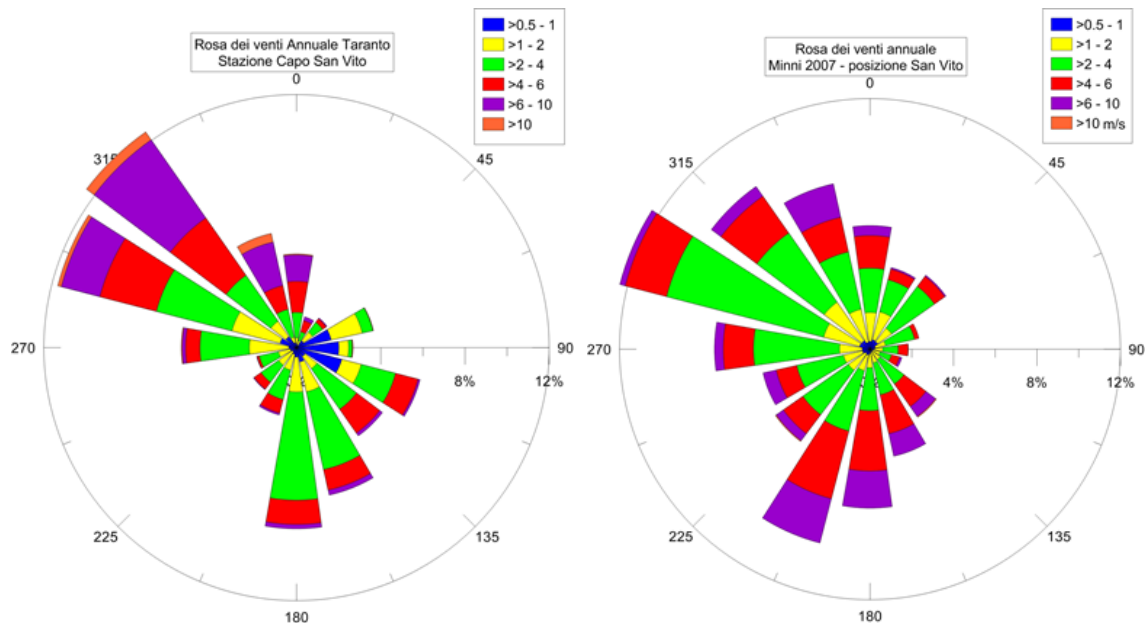 Rosa dei venti Annuale Taranto
Stazione Capo San Vito
>0.5 - 1
>1 - 2
>2 - 4
>4 - 6
>6 - 10
>10
0
45
90
135
180
225
270
315
8%
12%
Rosa dei venti annuale
Minni 2007 - posizione San Vito
>0.5 - 1
>1 - 2
>2 - 4
>4 - 6
>6 - 10
>10 m/s
0
45
90
135
180
225
270
315
4%
8%
12%